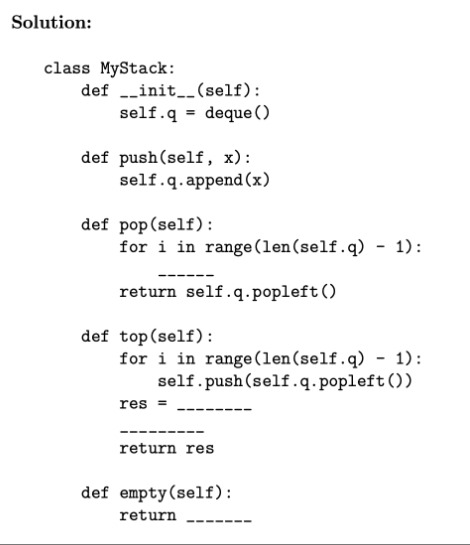 Solution:
class MyStack:
def __init__(self):
self.q = deque()
def push(self, x):
self.q.append(x)
def pop(self):
for i in range(len(self.q) - 1):
______
return self.q.popleft()
def top(self):
for i in range(len(self.q) - 1):
self.push(self.q.popleft())
res = ________
_________
return res
def empty(self):
return _______